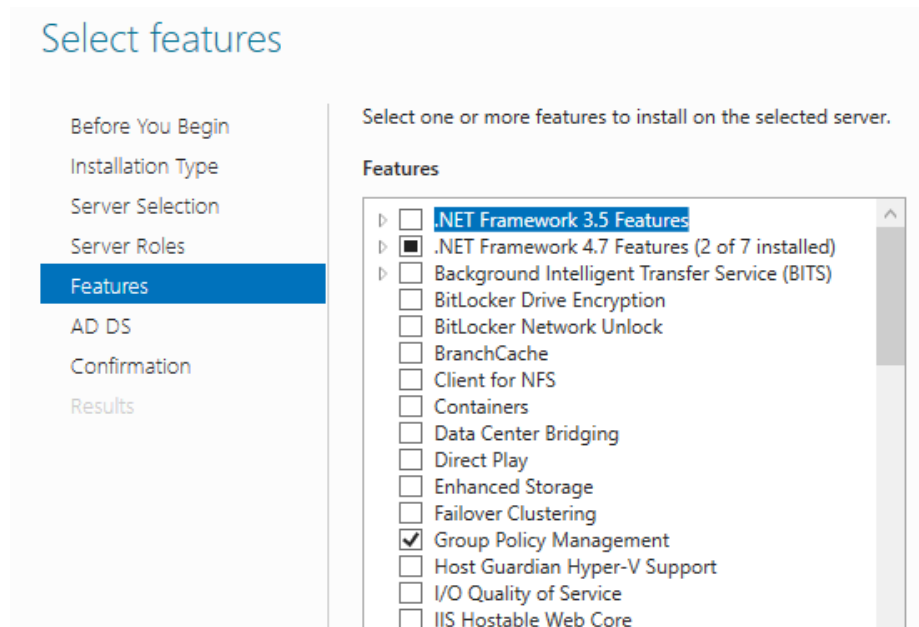 Select features
Before You Begin
Installation Type
Server Selection
Server Roles
Features
AD DS
Confirmation
Results
Select one or more features to install on the selected server.
Features
.NET Framework 3.5 Features
.NET Framework 4.7 Features (2 of 7 installed)
Background Intelligent Transfer Service (BITS)
BitLocker Drive Encryption
BitLocker Network Unlock
BranchCache
Client for NFS
Containers
Data Center Bridging
Direct Play
Enhanced Storage
Failover Clustering
Group Policy Management
Host Guardian Hyper-V Support
I/O Quality of Service
IIS Hostable Web Core